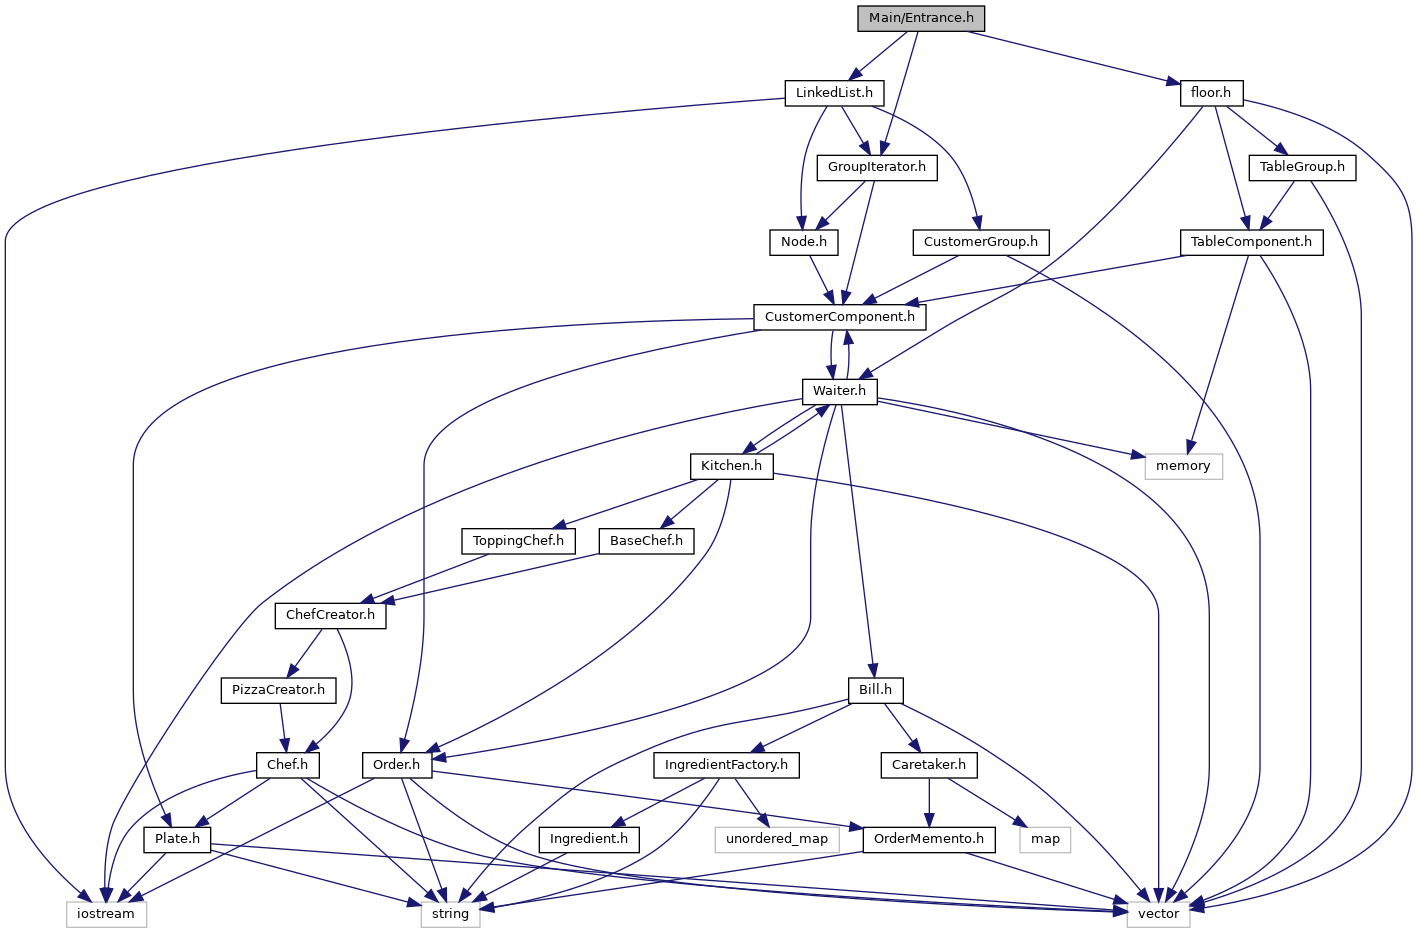 Main/Entrance.h
LinkedList.h
floor.h
GroupIterator.h
TableGroup.h
Node.h
CustomerGroup.h
TableComponent.h
CustomerComponent.h
Waiter.h
Kitchen.h
memory
ToppingChef.h
BaseChef.h
ChefCreator.h
PizzaCreator.h
Bill.h
Chef.h
Order.h
IngredientFactory.h
Caretaker.h
Plate.h
Ingredient.h
unordered_map
OrderMemento.h
map
iostream
string
vector